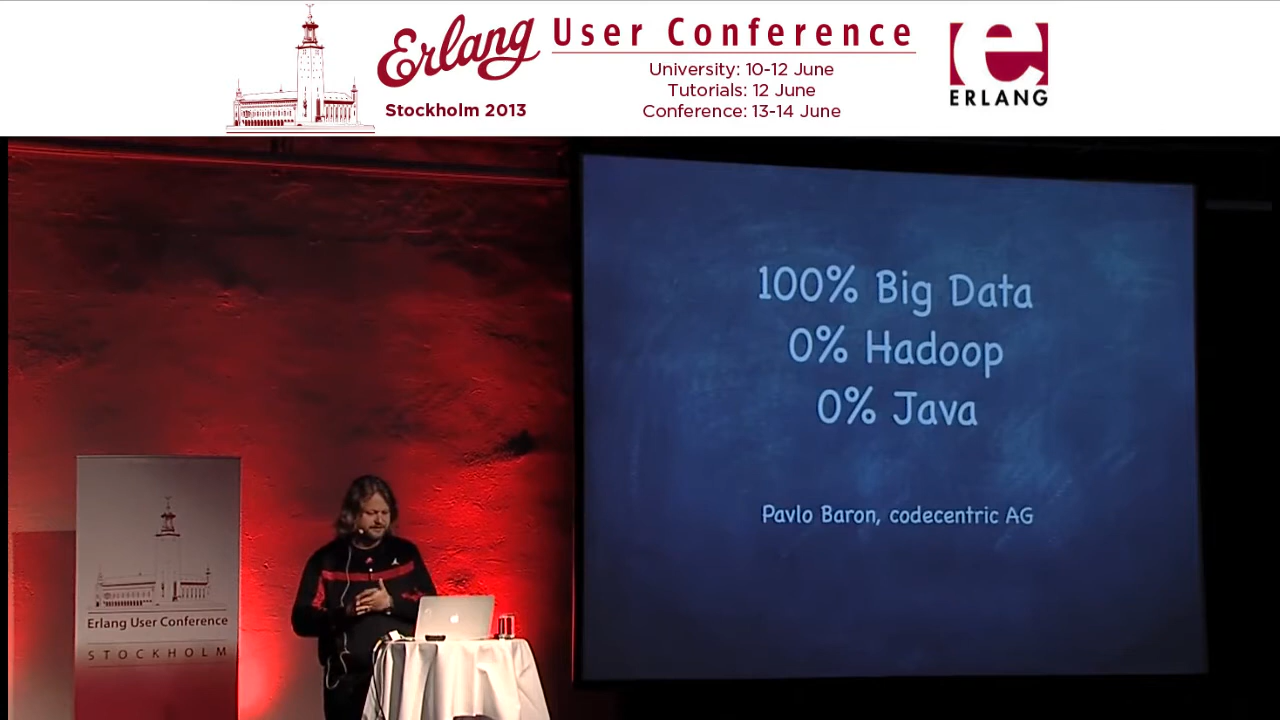 Erlang User Conference
Stockholm 2013
University: 10-12 June
Tutorials: 12 June
Conference: 13-14 June
ERLANG
100% Big Data
0% Hadoop
0% Java
Pavlo Baron, codecentric AG
Erlang User Conference
STOCKHOLM